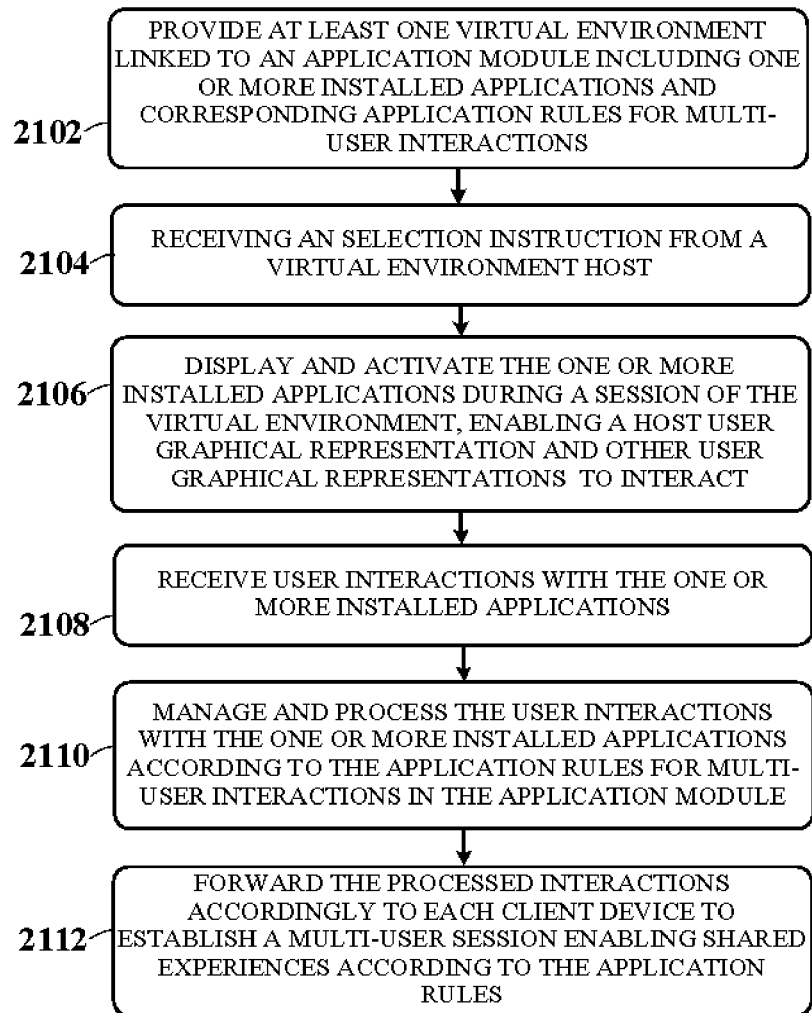 PROVIDE AT LEAST ONE VIRTUAL ENVIRONMENT
LINKED TO AN APPLICATION MODULE INCLUDING ONE
OR MORE INSTALLED APPLICATIONS AND
CORRESPONDING APPLICATION RULES FOR MULTI-
USER INTERACTIONS
2102
RECEIVING AN SELECTION INSTRUCTION FROM A
VIRTUAL ENVIRONMENT HOST
2104
DISPLAY AND ACTIVATE THE ONE OR MORE
INSTALLED APPLICATIONS DURING A SESSION OF THE
VIRTUAL ENVIRONMENT, ENABLING A HOST USER
GRAPHICAL REPRESENTATION AND OTHER USER
GRAPHICAL REPRESENTATIONS TO INTERACT
2106
RECEIVE USER INTERACTIONS WITH THE ONE OR
MORE INSTALLED APPLICATIONS
2108
MANAGE AND PROCESS THE USER INTERACTIONS
WITH THE ONE OR MORE INSTALLED APPLICATIONS
ACCORDING TO THE APPLICATION RULES FOR MULTI-
USER INTERACTIONS IN THE APPLICATION MODULE
2110
FORWARD THE PROCESSED INTERACTIONS
ACCORDINGLY TO EACH CLIENT DEVICE TO
ESTABLISH A MULTI-USER SESSION ENABLING SHARED
EXPERIENCES ACCORDING TO THE APPLICATION
RULES
2112